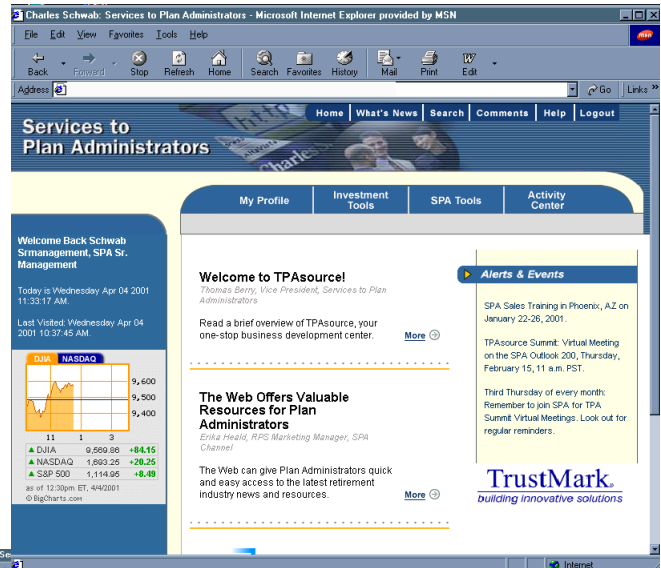 Charles Schwab: Services to Plan Administrators - Microsoft Internet Explorer provided by MSN
File Edit View Favorites Tools Help
msn
Back Forward Stop Refresh Home Search Favorites History Mail Print Edit
Address Go Links »
Home What's News Search Comments Help Logout
http
Charles
Services to
Plan Administrators
My Profile
Investment
Tools
SPA Tools
Activity
Center
Welcome Back Schwab
Srmanagement, SPA Sr.
Management
Today is Wednesday Apr 04 2001
11:33:17 AM.
Last Visited: Wednesday Apr 04
2001 10:37:45 AM.
DJIA NASDAQ
9,600
9,500
9,400
11 1 3
▲ DJIA 9,569.86 +84.15
▲ NASDAQ 1,693.25 +20.25
▲ S&P 500 1,114.95 +8.49
as of 12:30pm ET, 4/4/2001
© BigCharts.com
Welcome to TPAsource!
Thomas Berry, Vice President, Services to Plan
Administrators
Read a brief overview of TPAsource, your
one-stop business development center. More
The Web Offers Valuable
Resources for Plan
Administrators
Erika Heald, RPS Marketing Manager, SPA
Channel
The Web can give Plan Administrators quick
and easy access to the latest retirement
industry news and resources. More
Alerts & Events
SPA Sales Training in Phoenix, AZ on
January 22-26, 2001.
TPAsource Summit: Virtual Meeting
on the SPA Outlook 200, Thursday,
February 15, 11 a.m. PST.
Third Thursday of every month:
Remember to join SPA for TPA
Summit Virtual Meetings. Look out for
regular reminders.
TrustMark.
building innovative solutions
Se
Internet